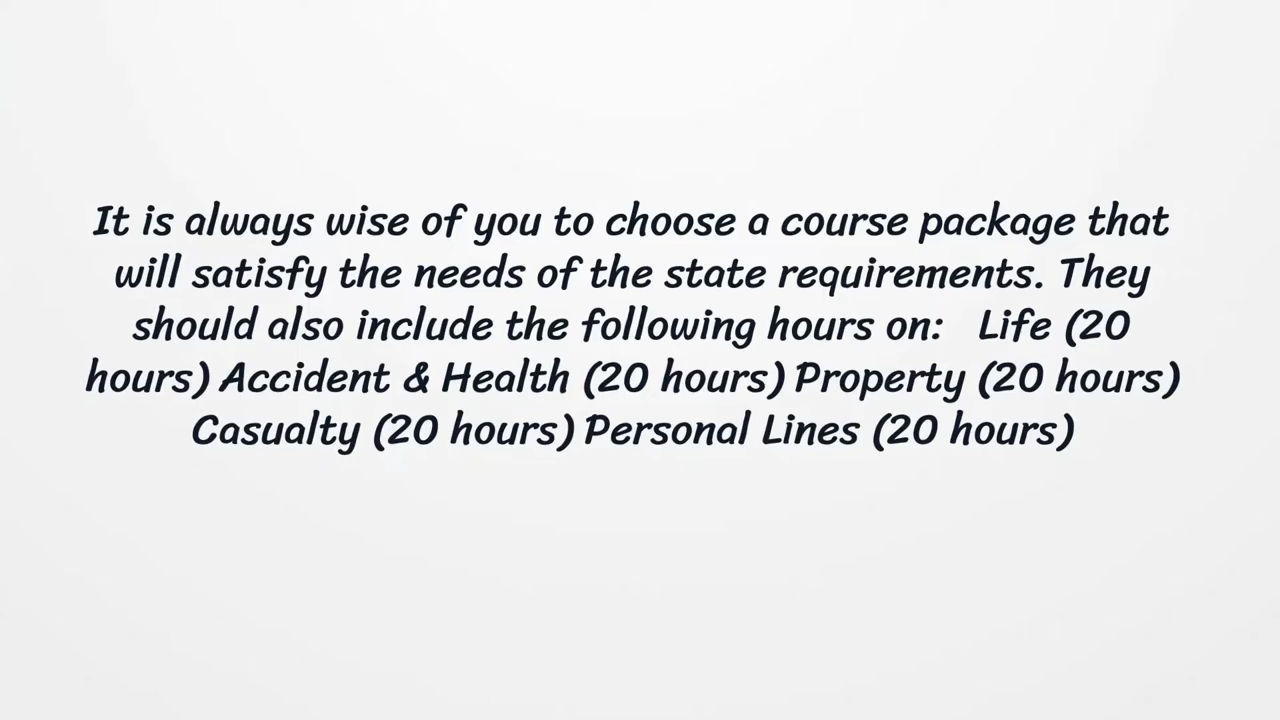 It is always wise of you to choose a course package that
will satisfy the needs of the state requirements. They
should also include the following hours on:   Life (20
hours) Accident & Health (20 hours) Property (20 hours)
Casualty (20 hours) Personal Lines (20 hours)